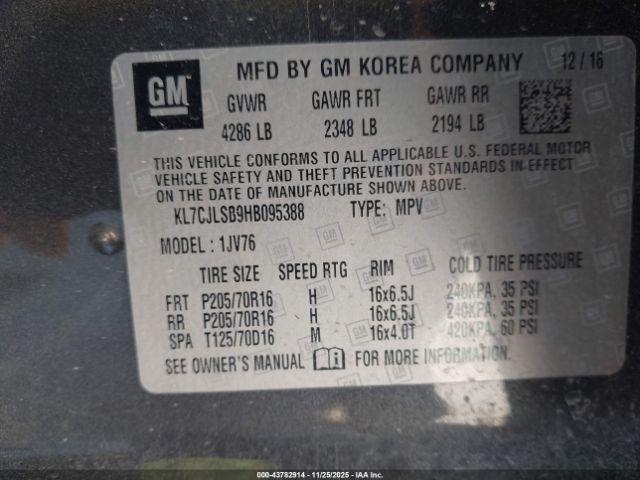 GM
MFD BY GM KOREA COMPANY 12/16
GVWR GAWR FRT GAWR RR
4286 LB 2348 LB 2194 LB
THIS VEHICLE CONFORMS TO ALL APPLICABLE U.S. FEDERAL MOTOR
VEHICLE SAFETY AND THEFT PREVENTION STANDARDS IN EFFECT
ON THE DATE OF MANUFACTURE SHOWN ABOVE.
KL7CJLSB9HB095388 TYPE: MPV
MODEL : 1JV76
TIRE SIZE SPEED RTG RIM COLD TIRE PRESSURE
FRT P205/70R16 H 16x6.5J 240KPA, 35 PSI
RR P205/70R16 H 16x6.5J 240KPA, 35 PSI
SPA T125/70D16 M 16x4.0T 420KPA, 60 PSI
SEE OWNER'S MANUAL FOR MORE INFORMATION.
000-43782914 - 11/25/2025 - IAA Inc.